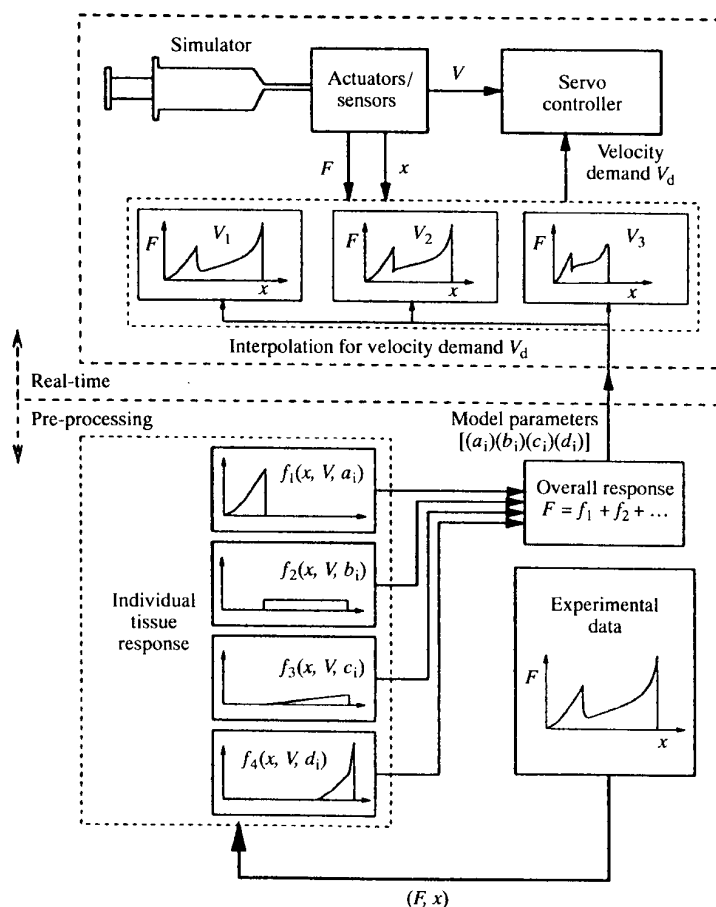 Simulator
Actuators/
sensors
V
Servo
controller
F
x
Velocity
demand V_d
F
V_1
x
F
V_2
x
F
V_3
x
Interpolation for velocity demand V_d
Real-time
Pre-processing
Model parameters
[(a_i)(b_i)(c_i)(d_i)]
f_i(x, V, a_i)
Overall response
F = f_1 + f_2 + ...
f_2(x, V, b_i)
Individual
tissue
response
f_3(x, V, c_i)
f_4(x, V, d_i)
Experimental
data
F
x
(F, x)